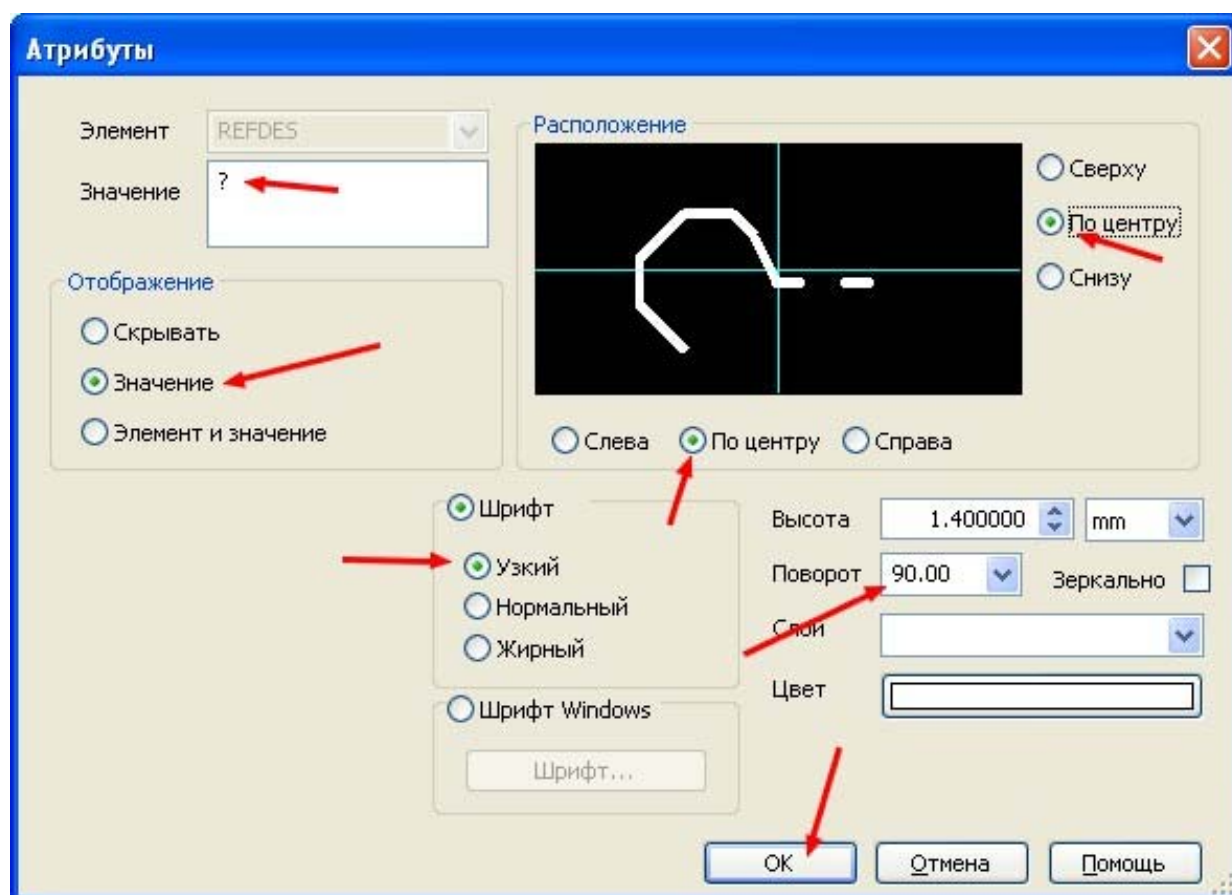 Атрибуты
Элемент
REFDES
Значение
?
Отображение
Скрывать
Значение
Элемент и значение
Расположение
Сверху
По центру
Снизу
Слева
По центру
Справа
Шрифт
Узкий
Нормальный
Жирный
Шрифт Windows
Шрифт...
Высота
1.400000
mm
Поворот
90.00
Зеркально
Слой
Цвет
OK
Отмена
Помощь